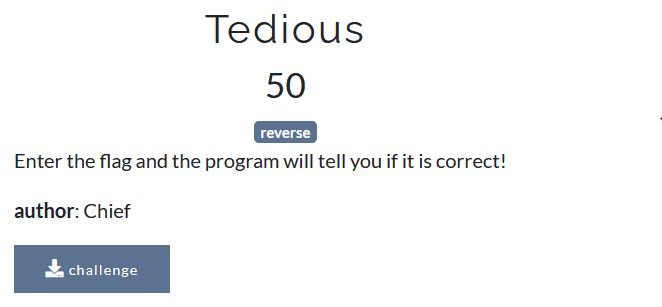 Tedious
50
reverse
Enter the flag and the program will tell you if it is correct!
author: Chief
challenge